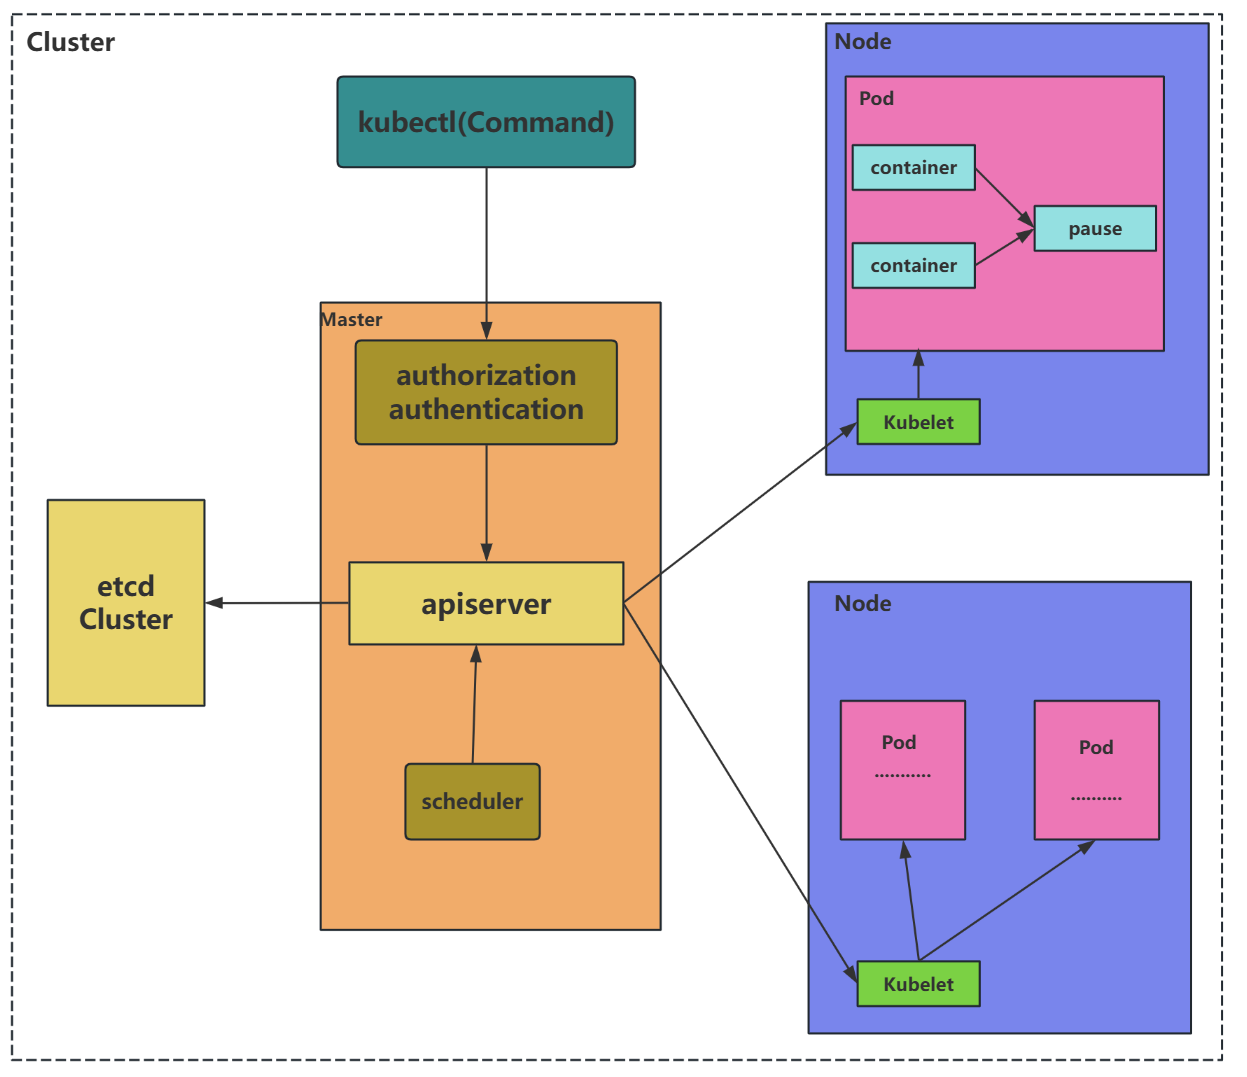 Cluster
kubectl(Command)
Master
authorization
authentication
apiserver
scheduler
etcd
Cluster
Node
Pod
container
container
pause
Kubelet
Node
Pod
...........
Pod
..........
Kubelet